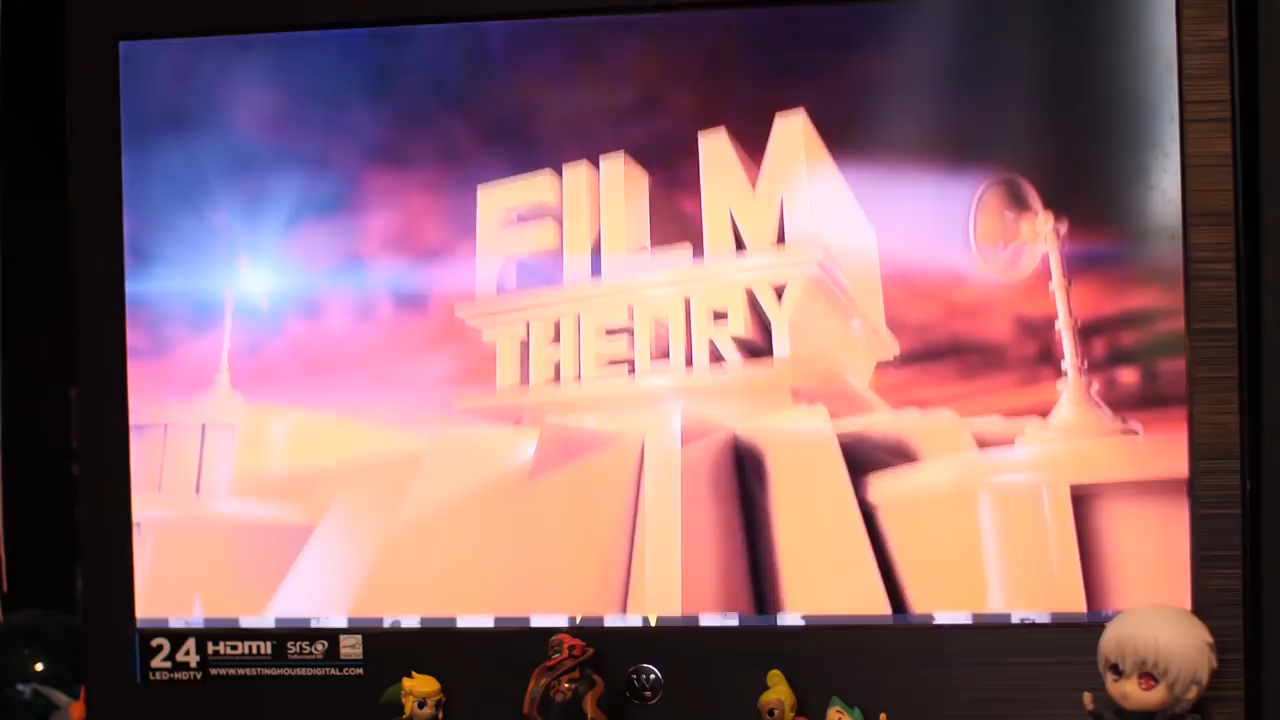 FILM
THEORY
24 HDMI SRS
LED•HDTV WWW.WESTINGHOUSEDIGITAL.COM
W